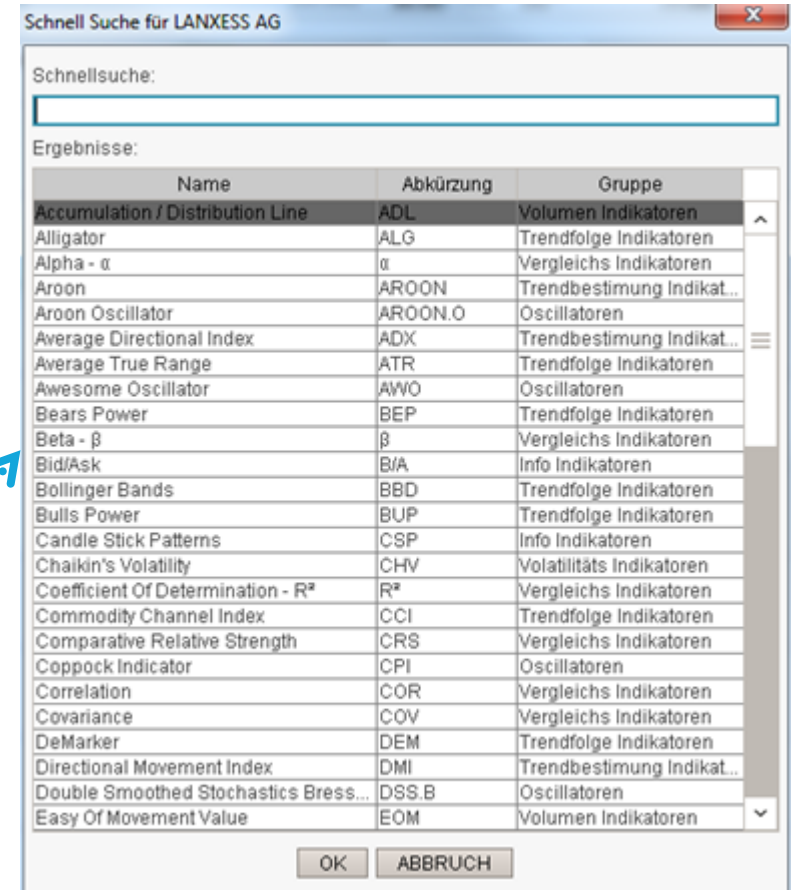 Schnell Suche für LANXESS AG
Schnellsuche:
Ergebnisse:
Name Abkürzung Gruppe
Accumulation / Distribution Line ADL Volumen Indikatoren
Alligator ALG Trendfolge Indikatoren
Alpha - α α Vergleichs Indikatoren
Aroon AROON Trendbestimung Indikat...
Aroon Oscillator AROON.O Oscillatoren
Average Directional Index ADX Trendbestimung Indikat...
Average True Range ATR Trendfolge Indikatoren
Awesome Oscillator AWO Oscillatoren
Bears Power BEP Trendfolge Indikatoren
Beta - β β Vergleichs Indikatoren
Bid/Ask B/A Info Indikatoren
Bollinger Bands BBD Trendfolge Indikatoren
Bulls Power BUP Trendfolge Indikatoren
Candle Stick Patterns CSP Info Indikatoren
Chaikin's Volatility CHV Volatilitäts Indikatoren
Coefficient Of Determination - R² R² Vergleichs Indikatoren
Commodity Channel Index CCI Trendfolge Indikatoren
Comparative Relative Strength CRS Vergleichs Indikatoren
Coppock Indicator CPI Oscillatoren
Correlation COR Vergleichs Indikatoren
Covariance COV Vergleichs Indikatoren
DeMarker DEM Trendfolge Indikatoren
Directional Movement Index DMI Trendbestimung Indikat...
Double Smoothed Stochastics Bress... DSS.B Oscillatoren
Easy Of Movement Value EOM Volumen Indikatoren
OK ABBRUCH